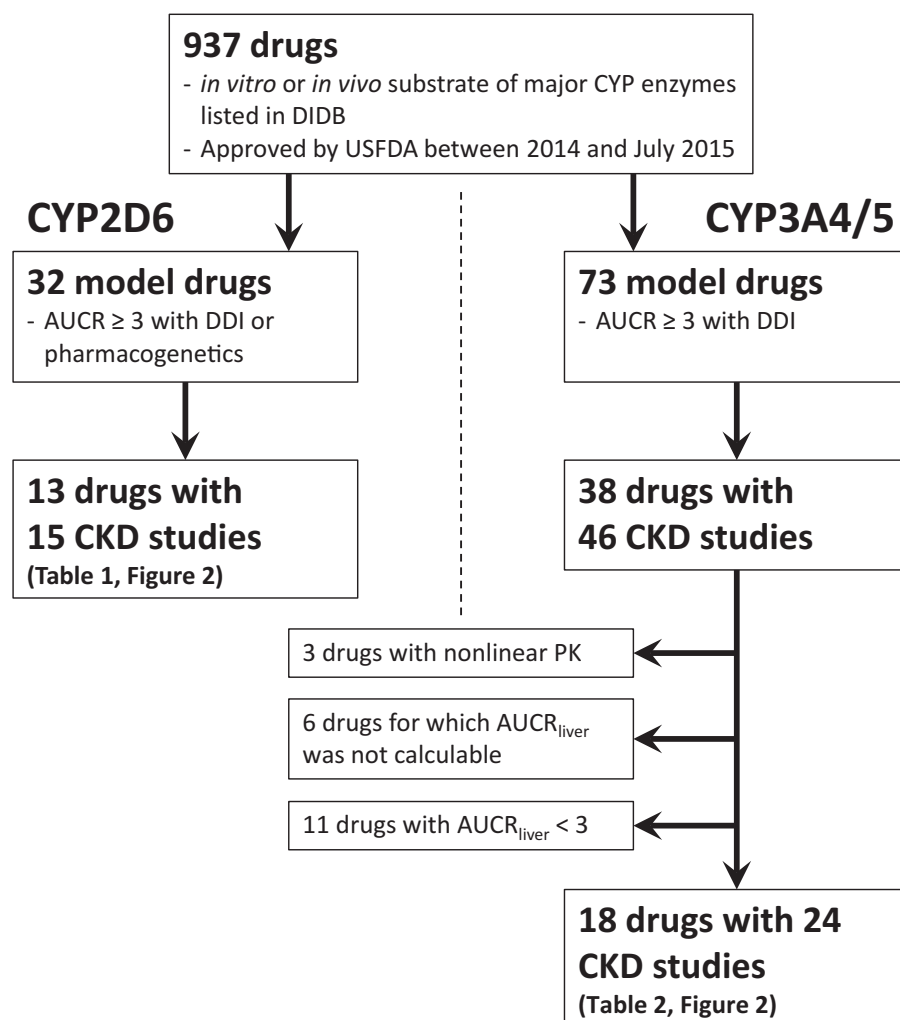 937 drugs
- in vitro or in vivo substrate of major CYP enzymes
listed in DIDB
- Approved by USFDA between 2014 and July 2015
CYP2D6
CYP3A4/5
32 model drugs
- AUCR ≥ 3 with DDI or
pharmacogenetics
73 model drugs
- AUCR ≥ 3 with DDI
13 drugs with
15 CKD studies
(Table 1, Figure 2)
38 drugs with
46 CKD studies
3 drugs with nonlinear PK
6 drugs for which AUCRliver
was not calculable
11 drugs with AUCRliver < 3
18 drugs with 24
CKD studies
(Table 2, Figure 2)